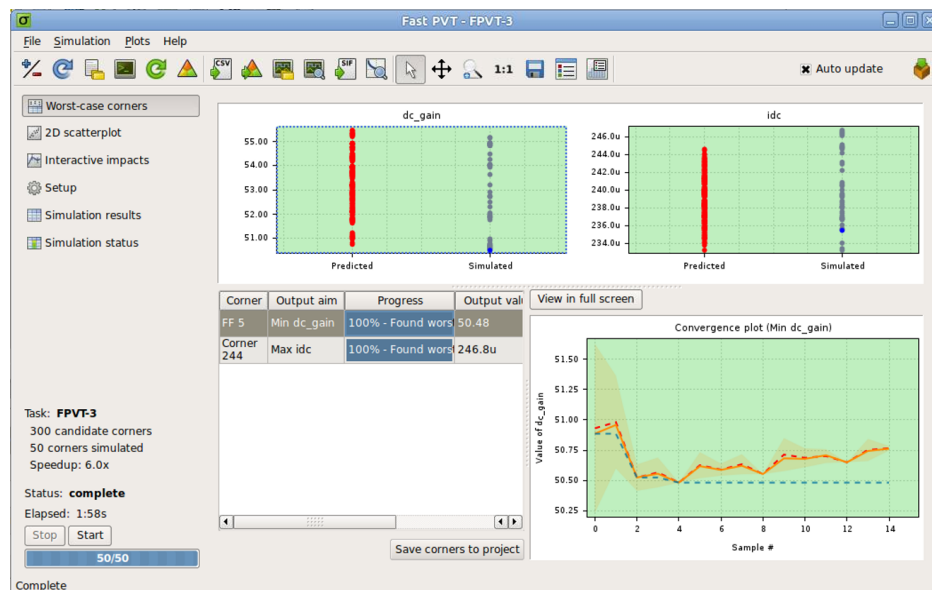 Fast PVT - FPVT-3
File Simulation Plots Help
CSV SIF 1:1 Auto update
Worst-case corners
2D scatterplot
Interactive impacts
Setup
Simulation results
Simulation status
dc_gain
55.00
54.00
53.00
52.00
51.00
Predicted Simulated
idc
246.0u
244.0u
242.0u
240.0u
238.0u
236.0u
234.0u
Predicted Simulated
Corner Output aim Progress Output valu
FF 5 Min dc_gain 100% - Found wors 50.48
Corner 
244 Max idc 100% - Found wors 246.8u
View in full screen
Convergence plot (Min dc_gain)
Value of dc_gain
51.50
51.25
51.00
50.75
50.50
50.25
0 2 4 6 8 10 12 14
Sample #
Save corners to project
Task: FPVT-3
300 candidate corners
50 corners simulated
Speedup: 6.0x
Status: complete
Elapsed: 1:58s
Stop Start
50/50
Complete